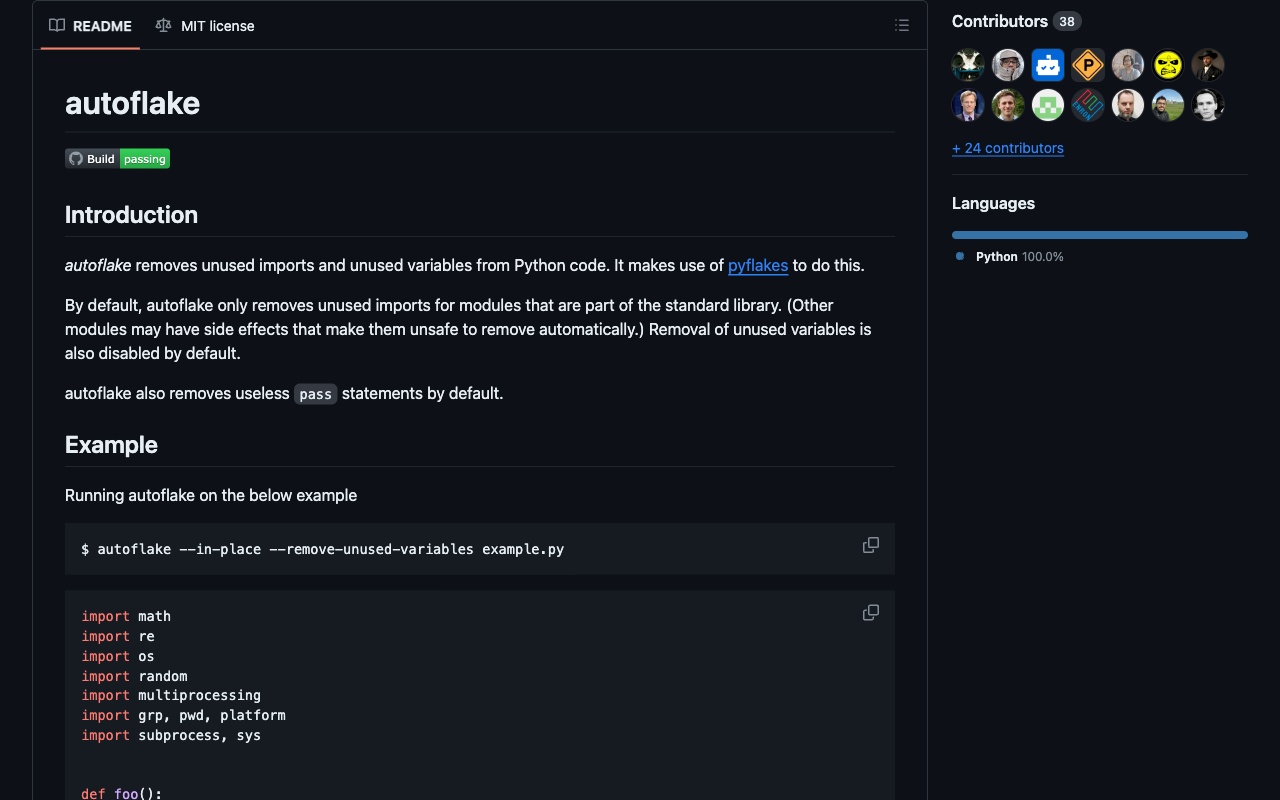 README
MIT license
autoflake
Build passing
Introduction
autoflake removes unused imports and unused variables from Python code. It makes use of pyflakes to do this.
By default, autoflake only removes unused imports for modules that are part of the standard library. (Other
modules may have side effects that make them unsafe to remove automatically.) Removal of unused variables is
also disabled by default.
autoflake also removes useless pass statements by default.
Example
Running autoflake on the below example
$ autoflake --in-place --remove-unused-variables example.py
import math
import re
import os
import random
import multiprocessing
import grp, pwd, platform
import subprocess, sys
def foo():
Contributors 38
P
ENRON
+ 24 contributors
Languages
Python 100.0%